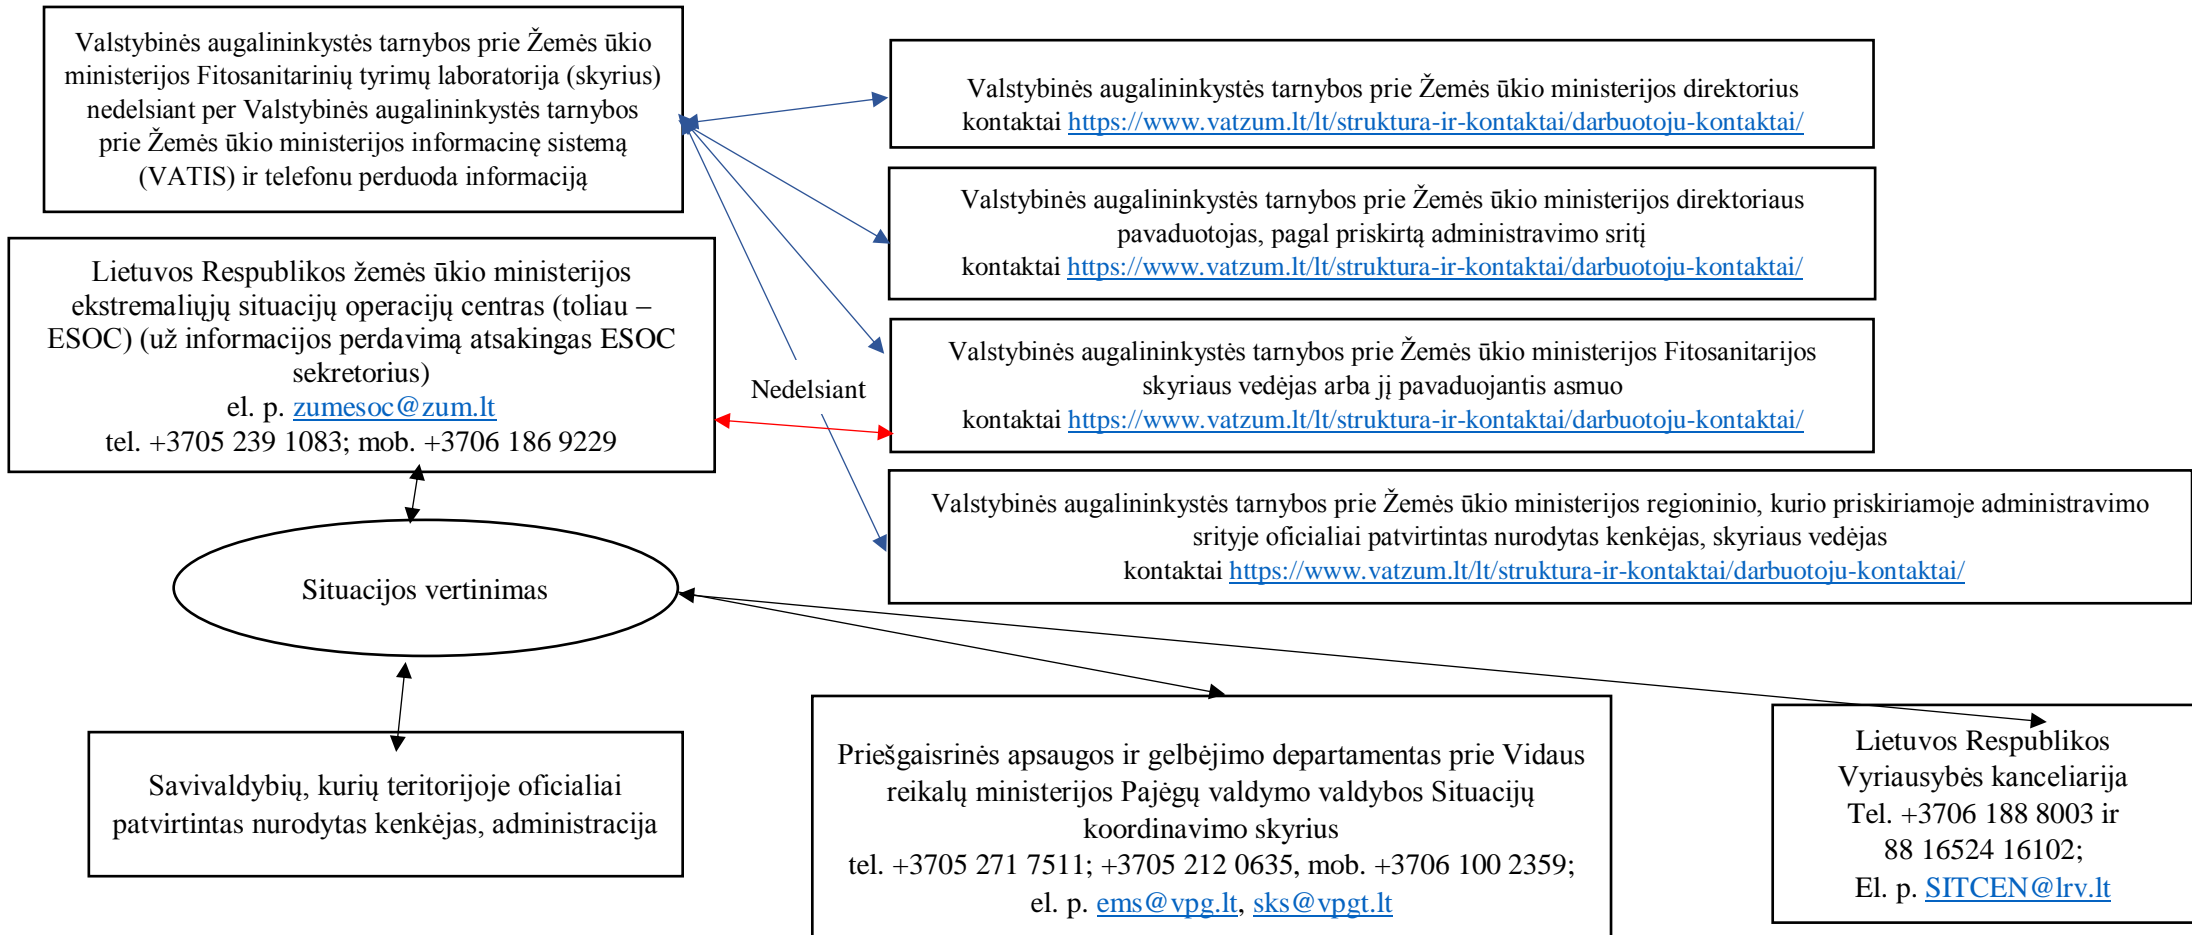 Valstybinės augalininkystės tarnybos prie Žemės ūkio
ministerijos Fitosanitarinių tyrimų laboratorija (skyrius)
nedelsiant per Valstybinės augalininkystės tarnybos
prie Žemės ūkio ministerijos informacinę sistemą
(VATIS) ir telefonu perduoda informaciją
Valstybinės augalininkystės tarnybos prie Žemės ūkio ministerijos direktorius
kontaktai https://www.vatzum.lt/lt/struktura-ir-kontaktai/darbuotoju-kontaktai/
Valstybinės augalininkystės tarnybos prie Žemės ūkio ministerijos direktoriaus
pavaduotojas, pagal priskirtą administravimo sritį
kontaktai https://www.vatzum.lt/lt/struktura-ir-kontaktai/darbuotoju-kontaktai/
Lietuvos Respublikos žemės ūkio ministerijos
ekstremaliųjų situacijų operacijų centras (toliau –
ESOC) (už informacijos perdavimą atsakingas ESOC
sekretorius)
el. p. zumesoc@zum.lt
tel. +3705 239 1083; mob. +3706 186 9229
Nedelsiant
Valstybinės augalininkystės tarnybos prie Žemės ūkio ministerijos Fitosanitarijos
skyriaus vedėjas arba jį pavaduojantis asmuo
kontaktai https://www.vatzum.lt/lt/struktura-ir-kontaktai/darbuotoju-kontaktai/
Valstybinės augalininkystės tarnybos prie Žemės ūkio ministerijos regioninio, kurio priskiriamoje administravimo
srityje oficialiai patvirtintas nurodytas kenkėjas, skyriaus vedėjas
kontaktai https://www.vatzum.lt/lt/struktura-ir-kontaktai/darbuotoju-kontaktai/
Situacijos vertinimas
Savivaldybių, kurių teritorijoje oficialiai
patvirtintas nurodytas kenkėjas, administracija
Priešgaisrinės apsaugos ir gelbėjimo departamentas prie Vidaus
reikalų ministerijos Pajėgų valdymo valdybos Situacijų
koordinavimo skyrius
tel. +3705 271 7511; +3705 212 0635, mob. +3706 100 2359;
el. p. ems@vpg.lt, sks@vpgt.lt
Lietuvos Respublikos
Vyriausybės kanceliarija
Tel. +3706 188 8003 ir
88 16524 16102;
El. p. SITCEN@lrv.lt